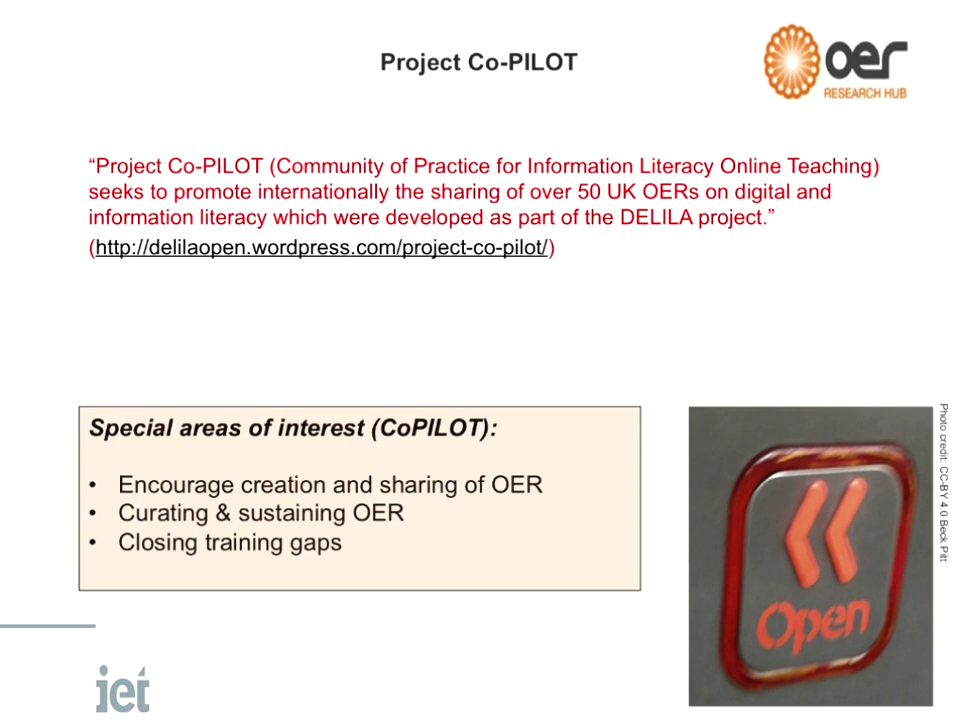 Project Co-PILOT
oer
RESEARCH HUB
“Project Co-PILOT (Community of Practice for Information Literacy Online Teaching)
seeks to promote internationally the sharing of over 50 UK OERs on digital and
information literacy which were developed as part of the DELILA project.”
(http://delilaopen.wordpress.com/project-co-pilot/)
Special areas of interest (CoPILOT):
• Encourage creation and sharing of OER
• Curating & sustaining OER
• Closing training gaps
Open
Photo credit: CC-BY 4.0 Beck Pitt
iet